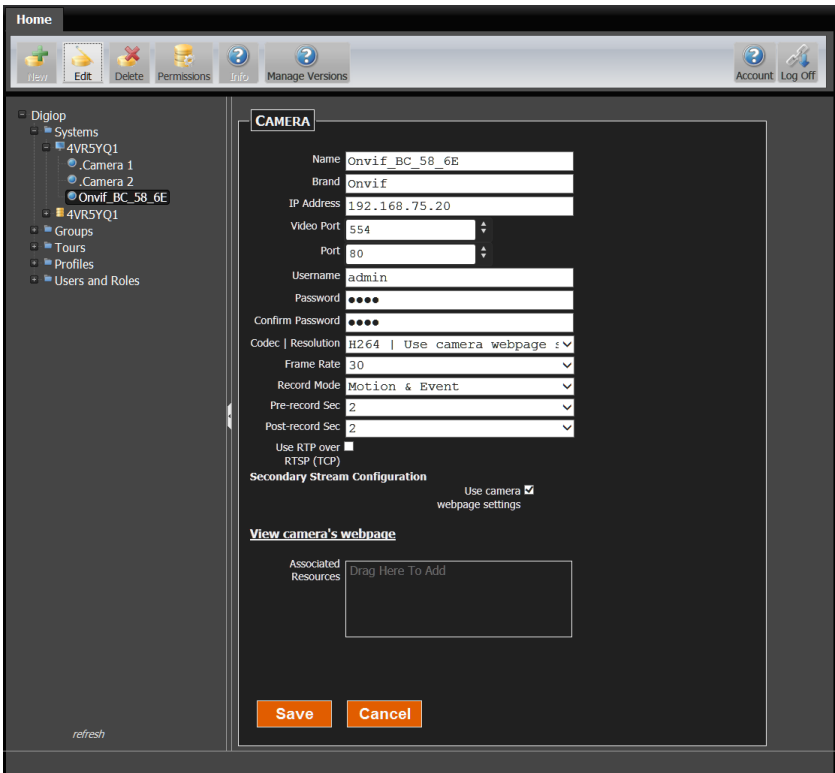 Home
New Edit Delete Permissions Info Manage Versions Account Log Off
Digiop
Systems
4VR5YQ1
.Camera 1
.Camera 2
Onvif_BC_58_6E
4VR5YQ1
Groups
Tours
Profiles
Users and Roles
refresh
CAMERA
Name Onvif_BC_58_6E
Brand Onvif
IP Address 192.168.75.20
Video Port 554
Port 80
Username admin
Password ●●●●
Confirm Password ●●●●
Codec | Resolution H264 | Use camera webpage s
Frame Rate 30
Record Mode Motion & Event
Pre-record Sec 2
Post-record Sec 2
Use RTP over
RTSP (TCP)
Secondary Stream Configuration
Use camera
webpage settings
View camera's webpage
Associated
Resources
Drag Here To Add
Save Cancel